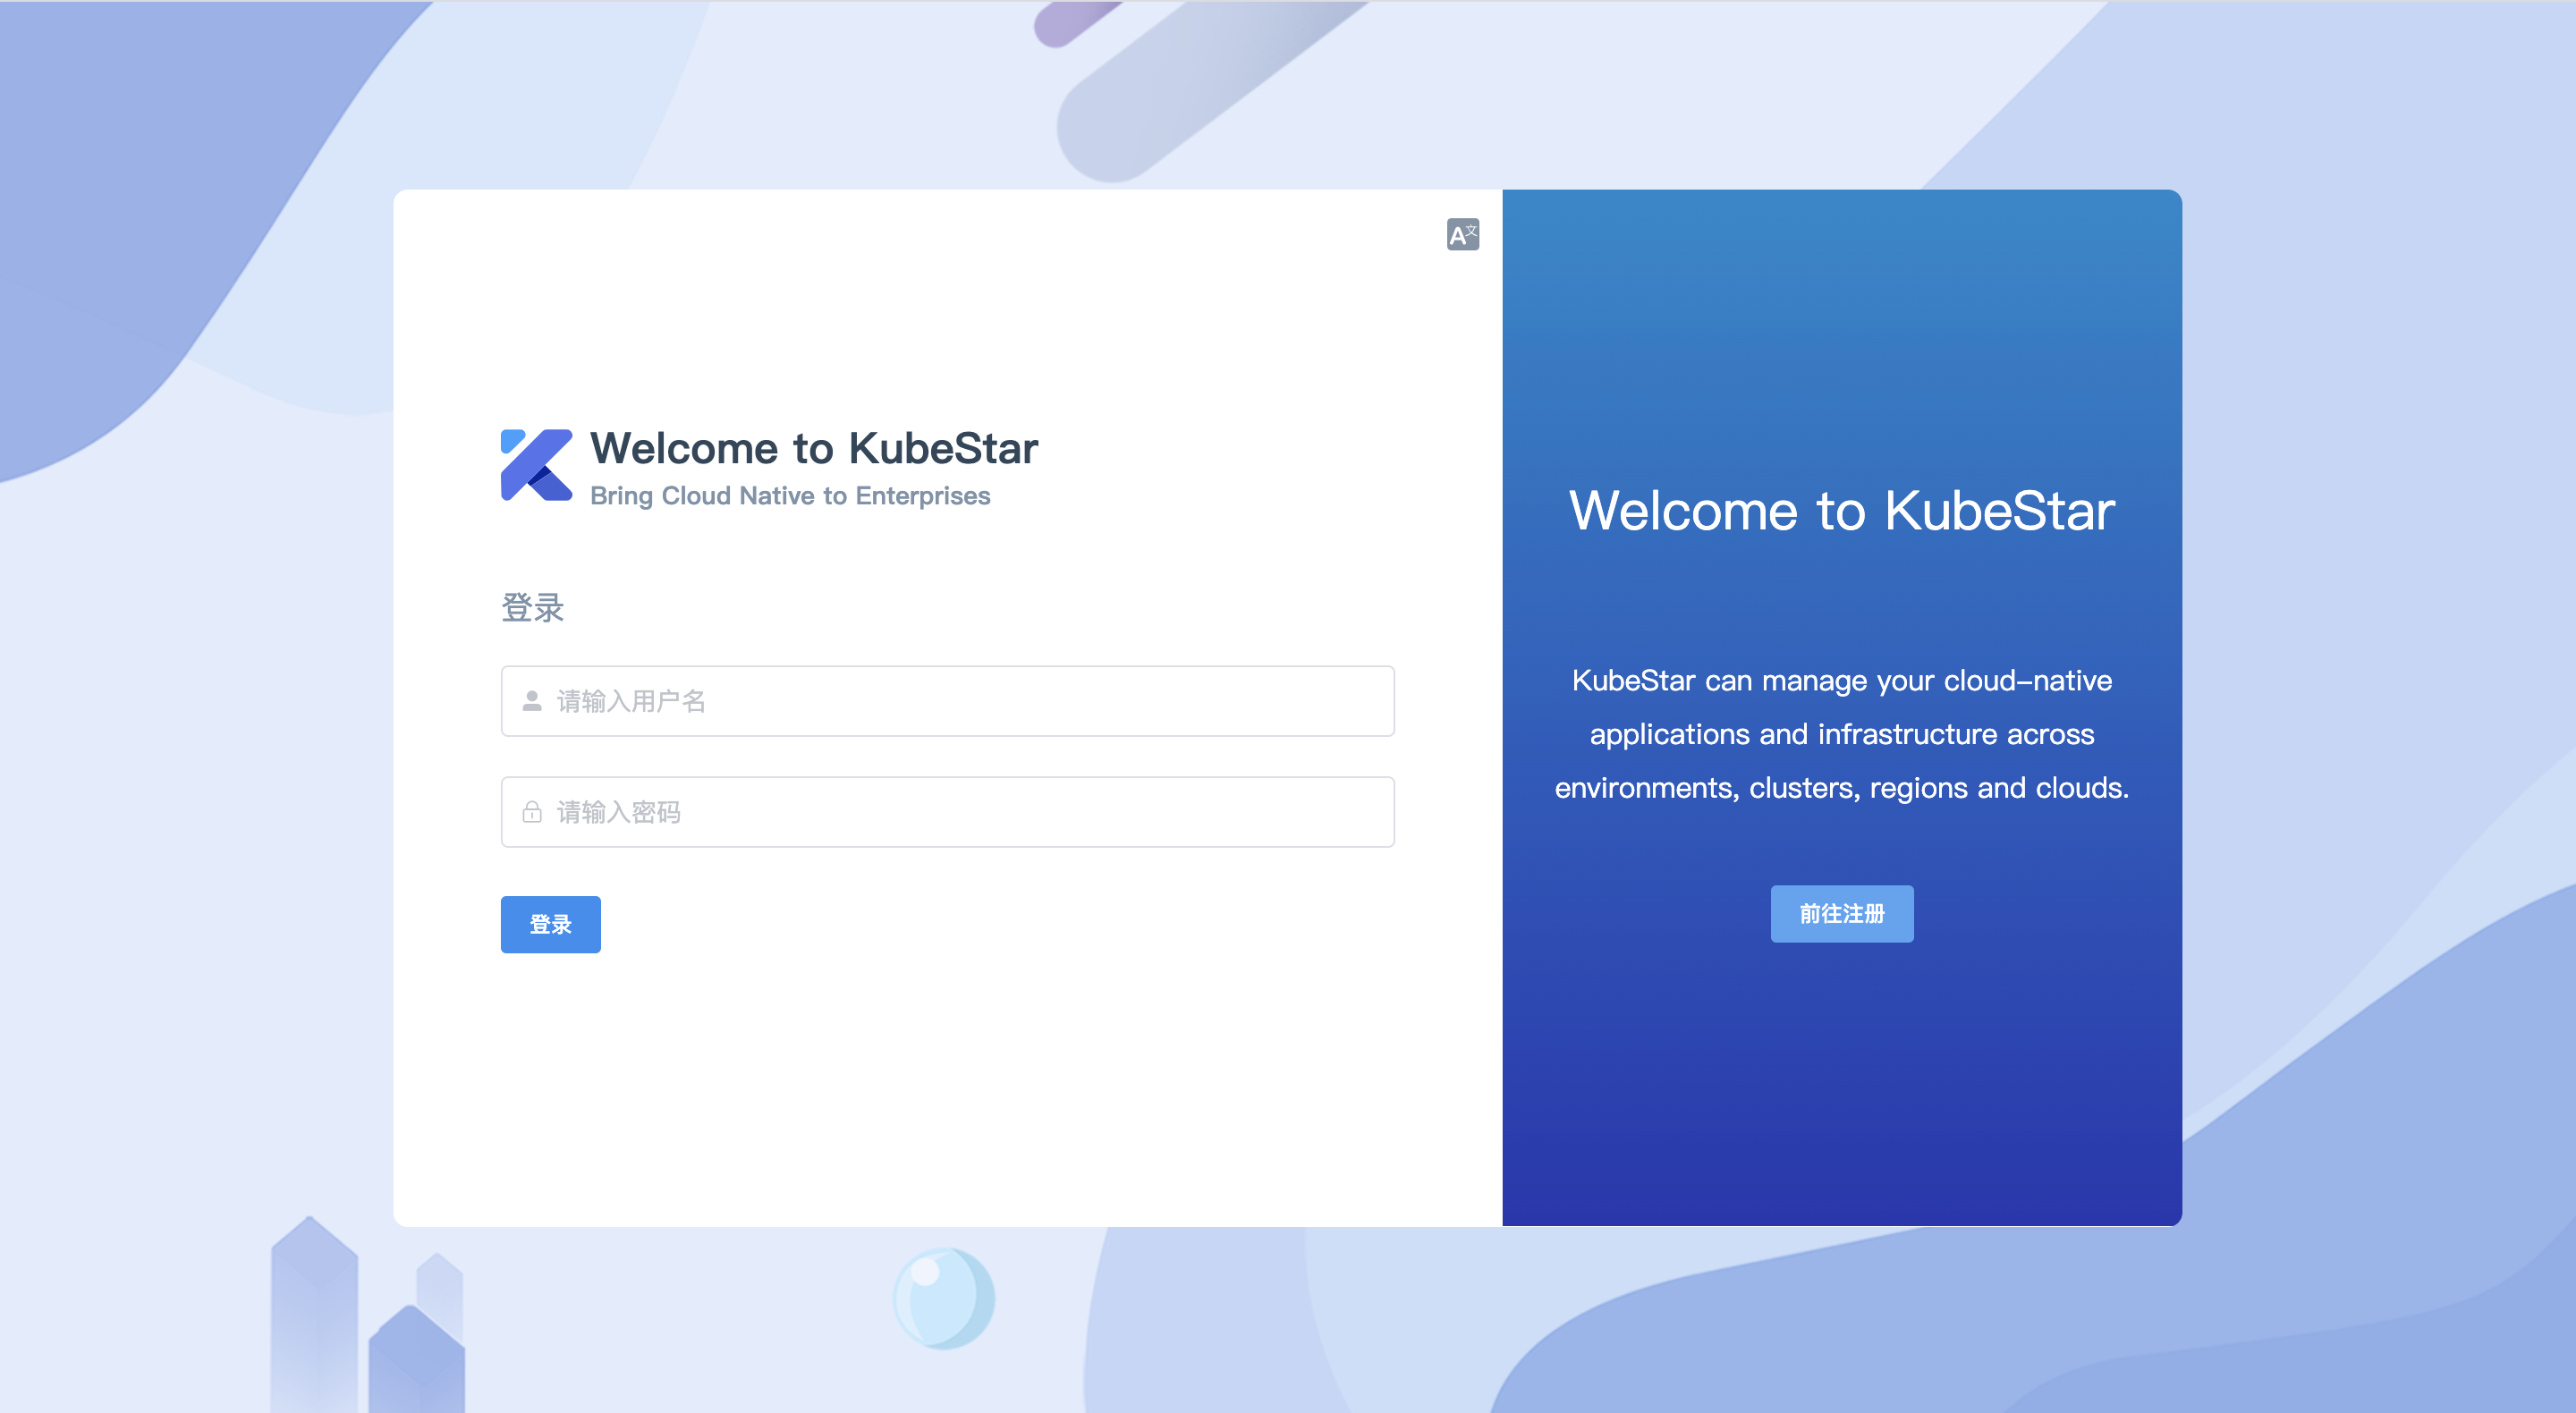 A文
Welcome to KubeStar
Bring Cloud Native to Enterprises
登录
请输入用户名
请输入密码
登录
Welcome to KubeStar
KubeStar can manage your cloud-native
applications and infrastructure across
environments, clusters, regions and clouds.
前往注册